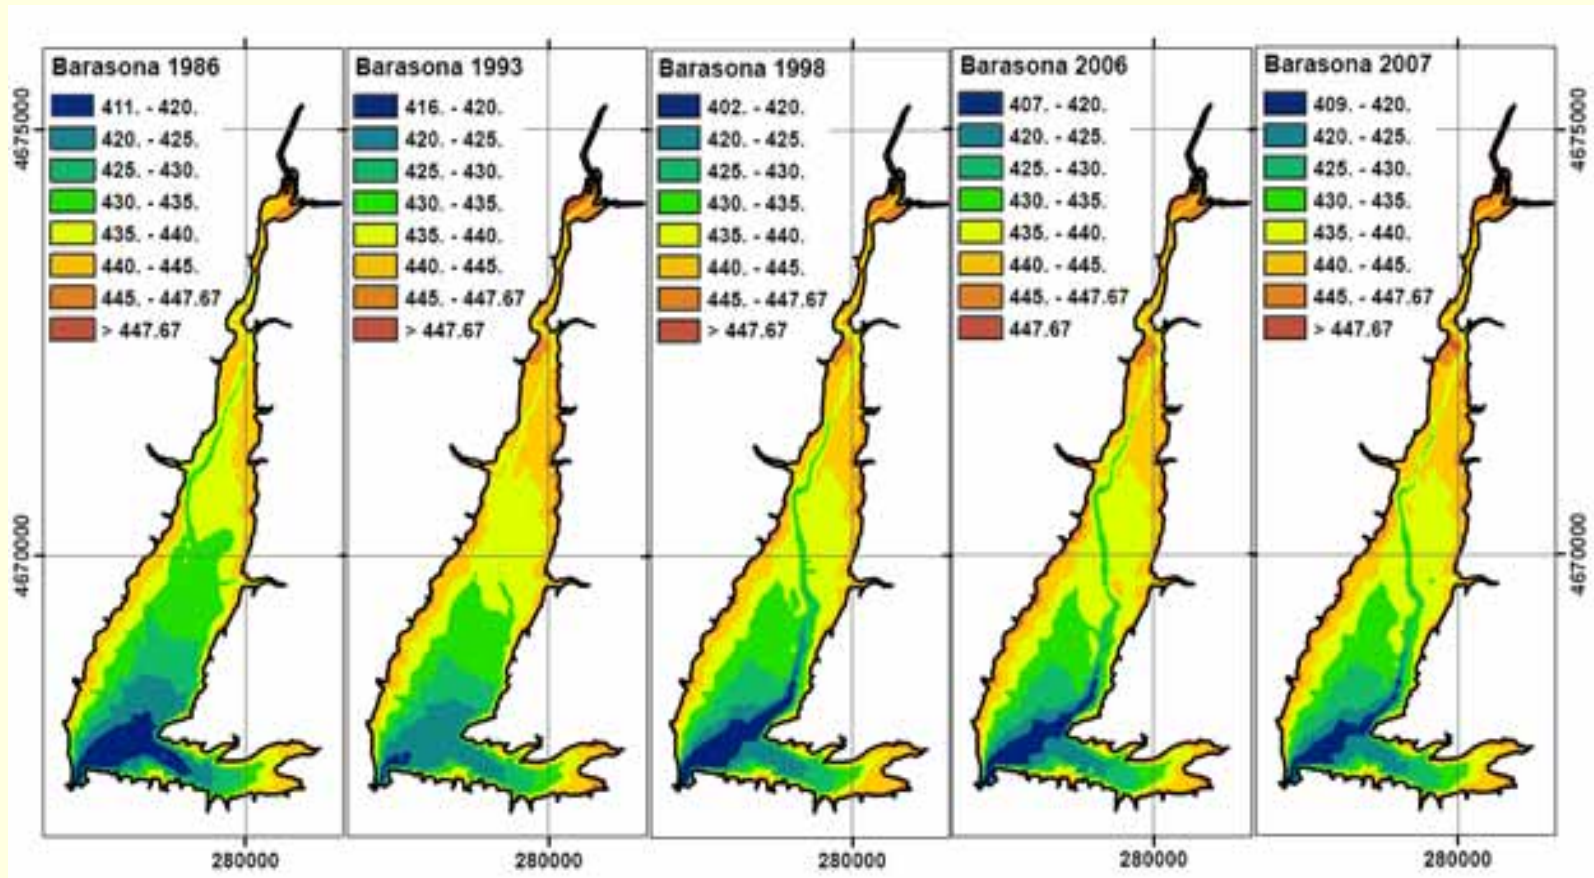 Barasona 1986
411. - 420.
420. - 425.
425. - 430.
430. - 435.
435. - 440.
440. - 445.
445. - 447.67
> 447.67
Barasona 1993
416. - 420.
420. - 425.
425. - 430.
430. - 435.
435. - 440.
440. - 445.
445. - 447.67
> 447.67
Barasona 1998
402. - 420.
420. - 425.
425. - 430.
430. - 435.
435. - 440.
440. - 445.
445. - 447.67
> 447.67
Barasona 2006
407. - 420.
420. - 425.
425. - 430.
430. - 435.
435. - 440.
440. - 445.
445. - 447.67
447.67
Barasona 2007
409. - 420.
420. - 425.
425. - 430.
430. - 435.
435. - 440.
440. - 445.
445. - 447.67
> 447.67
4675000
4670000
4675000
4670000
280000
280000
280000
280000
280000